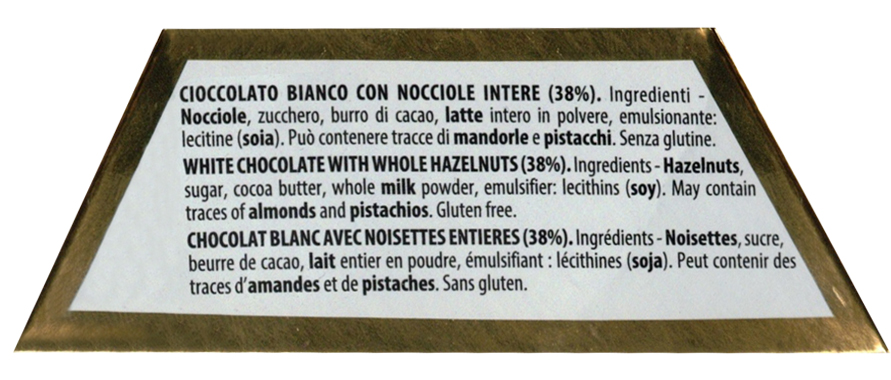 CIOCCOLATO BIANCO CON NOCCIOLE INTERE (38%). Ingredienti -
Nocciole, zucchero, burro di cacao, latte intero in polvere, emulsionante:
lecitine (soia). Può contenere tracce di mandorle e pistacchi. Senza glutine.
WHITE CHOCOLATE WITH WHOLE HAZELNUTS (38%). Ingredients - Hazelnuts,
sugar, cocoa butter, whole milk powder, emulsifier: lecithins (soy). May contain
traces of almonds and pistachios. Gluten free.
CHOCOLAT BLANC AVEC NOISETTES ENTIERES (38%). Ingrédients - Noisettes, sucre,
beurre de cacao, lait entier en poudre, émulsifiant : lécithines (soja). Peut contenir des
traces d'amandes et de pistaches. Sans gluten.